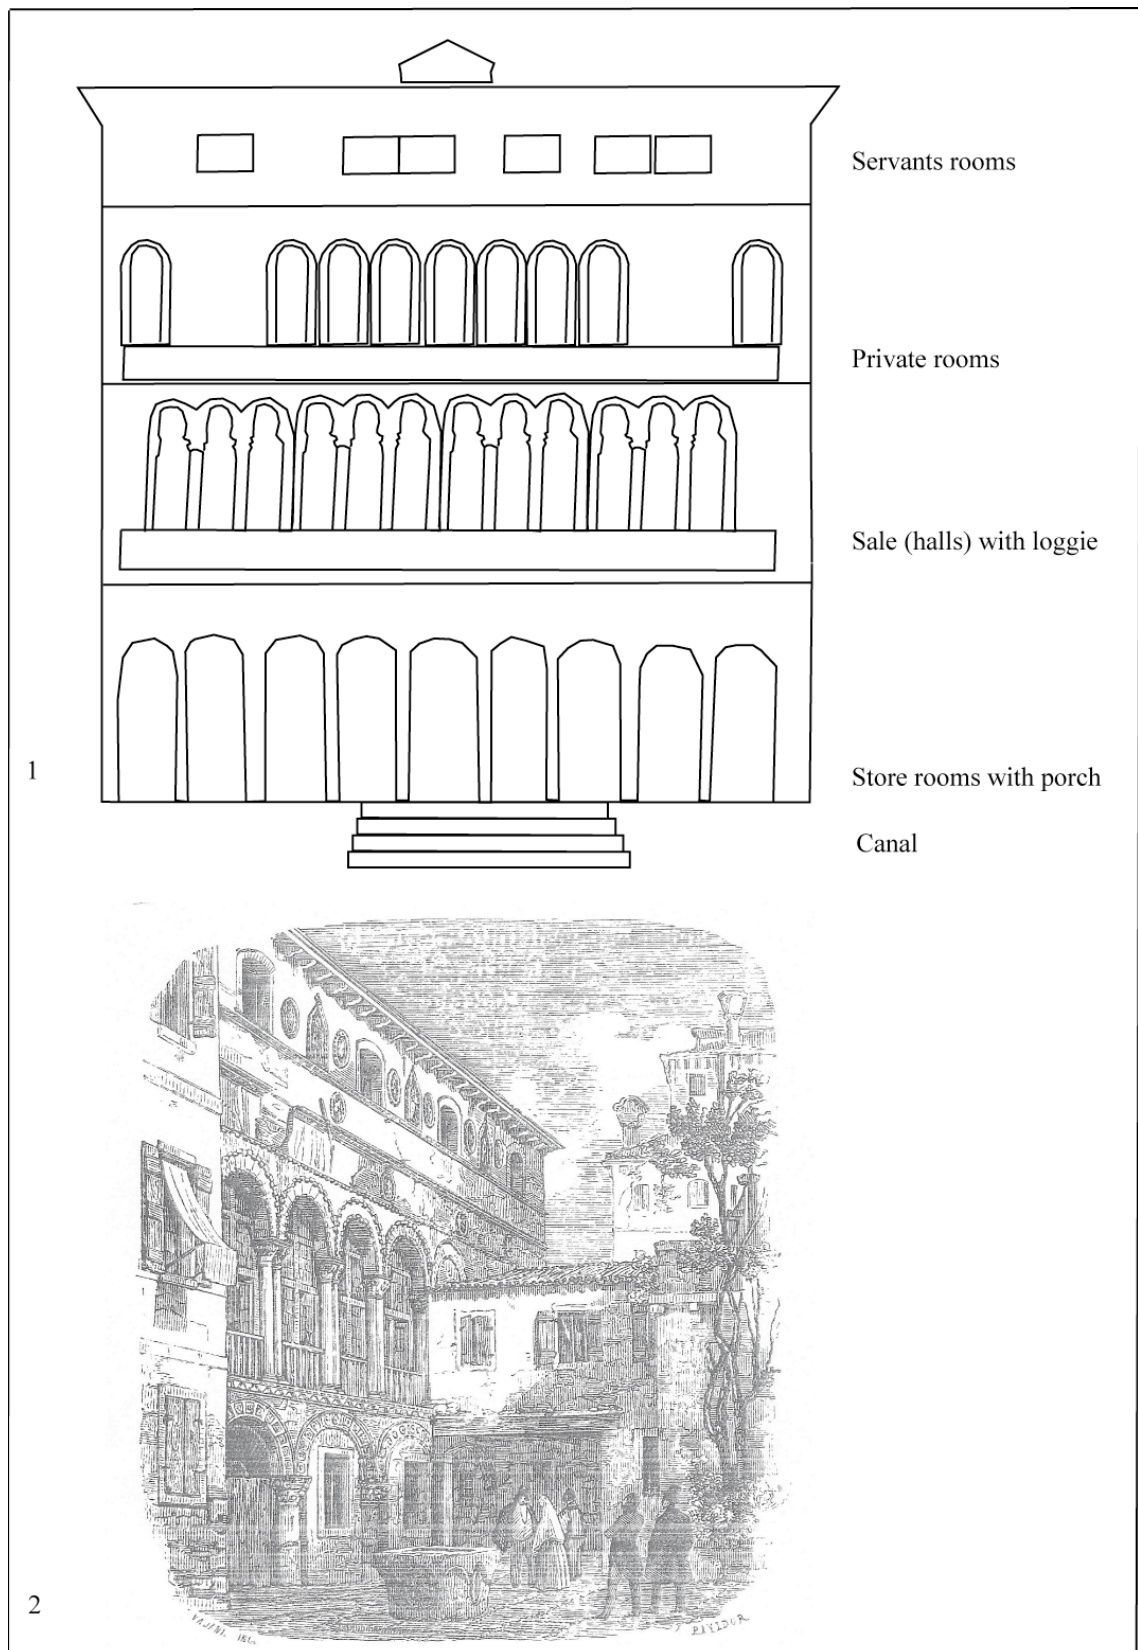 Servants rooms
Private rooms
Sale (halls) with loggie
Store rooms with porch
1
Canal
2